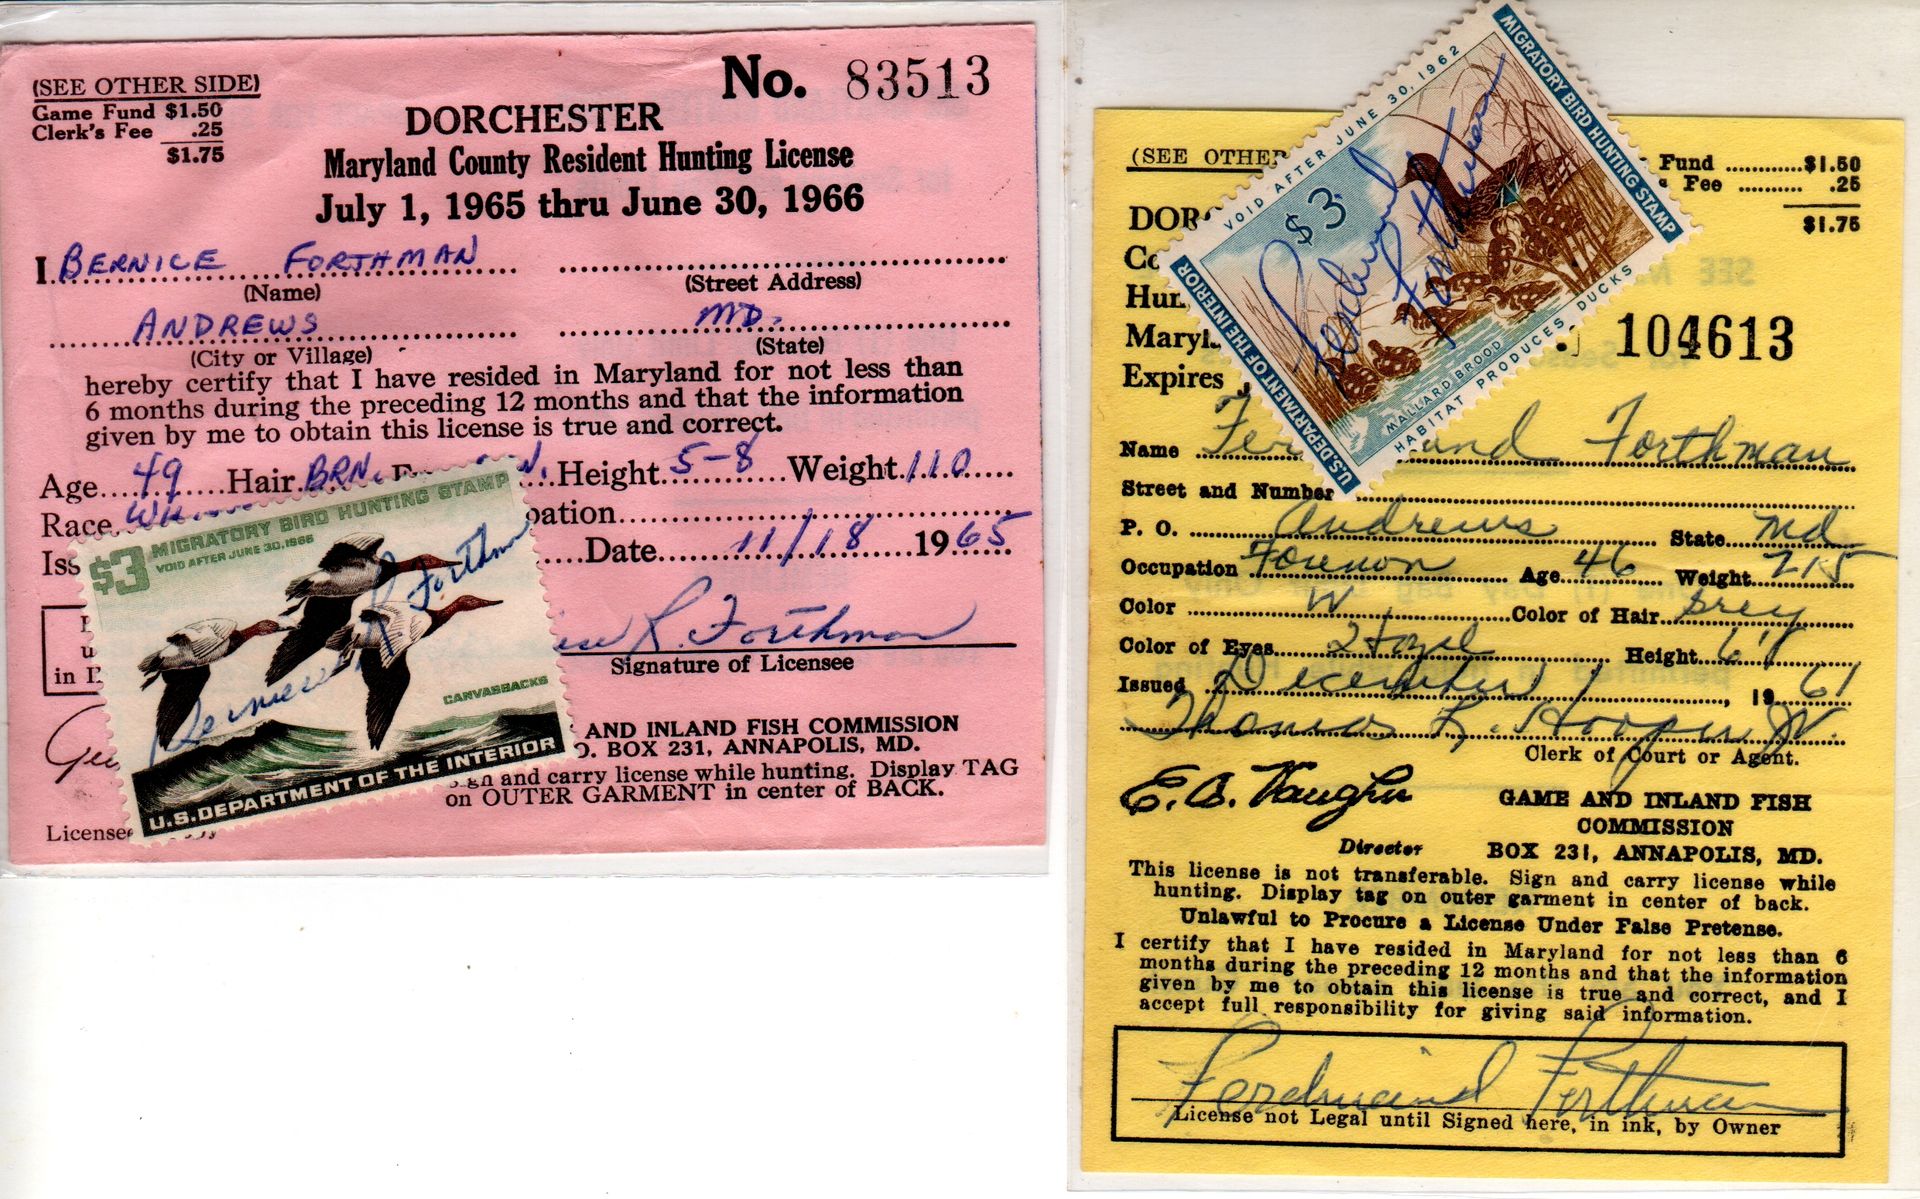 (SEE OTHER SIDE)
Game Fund $1.50
Clerk's Fee .25
$1.75
No. 83513
DORCHESTER
Maryland County Resident Hunting License
July 1, 1965 thru June 30, 1966
I BERNICE FORTHMAN
(Name) (Street Address)
ANDREWS MD.
(City or Village) (State)
hereby certify that I have resided in Maryland for not less than
6 months during the preceding 12 months and that the information
given by me to obtain this license is true and correct.
Age 49 Hair BRN. Height 5-8 Weight 110
Race
Date 11/18 1965
L. Forthman
Signature of Licensee
in
AND INLAND FISH COMMISSION
BOX 231, ANNAPOLIS, MD.
and carry license while hunting. Display TAG
on OUTER GARMENT in center of BACK.
$3 MIGRATORY BIRD HUNTING STAMP
VOID AFTER JUNE 30, 1966
Bernice L Forthman
CANVASBACKS
U.S. DEPARTMENT OF THE INTERIOR
(SEE OTHER
Fund $1.50
Fee .25
$1.75
MIGRATORY BIRD HUNTING STAMP
VOID AFTER JUNE 30, 1962
$3
Ferdinand Forthman
MALLARD BROOD
HABITAT PRODUCES DUCKS
U.S. DEPARTMENT OF THE INTERIOR
104613
Expires
Name Ferdinand Forthman
Street and Number
P. O. Andrews State Md
Occupation Age 46 Weight 215
Color W Color of Hair Grey
Color of Eyes Hazel Height
Issued December 1, 1961
Thomas L. Hooper Jr.
Clerk of Court or Agent.
E. B. Vaughn
Director
GAME AND INLAND FISH
COMMISSION
BOX 231, ANNAPOLIS, MD.
This license is not transferable. Sign and carry license while
hunting. Display tag on outer garment in center of back.
Unlawful to Procure a License Under False Pretense.
I certify that I have resided in Maryland for not less than 6
months during the preceding 12 months and that the information
given by me to obtain this license is true and correct, and I
accept full responsibility for giving said information.
Ferdinand Forthman
License not Legal until Signed here, in ink, by Owner